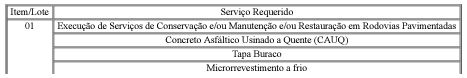 Item/Lote Serviço Requerido
01 Execução de Serviços de Conservação e/ou Manutenção e/ou Restauração em Rodovias Pavimentadas
Concreto Asfáltico Usinado a Quente (CAUQ)
Tapa Buraco
Microrrevestimento a frio